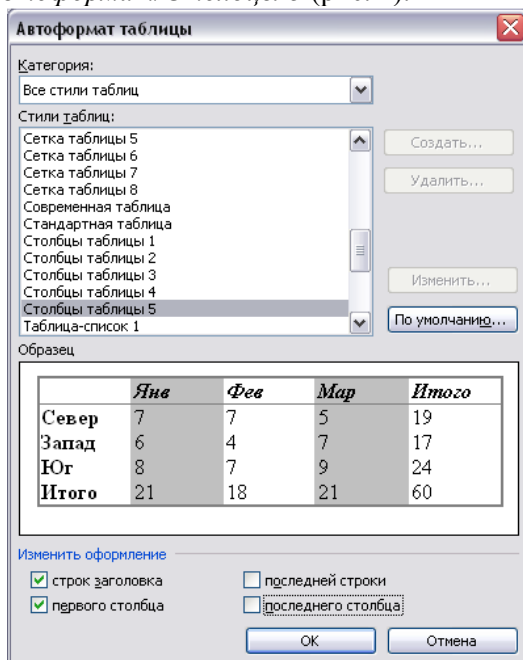 Автоформат таблицы
Категория:
Все стили таблиц
Стили таблиц:
Сетка таблицы 5
Сетка таблицы 6
Сетка таблицы 7
Сетка таблицы 8
Современная таблица
Стандартная таблица
Столбцы таблицы 1
Столбцы таблицы 2
Столбцы таблицы 3
Столбцы таблицы 4
Столбцы таблицы 5
Таблица-список 1
Создать...
Удалить...
Изменить...
По умолчанию...
Образец
Янв Фев Мар Итого
Север 7 7 5 19
Запад 6 4 7 17
Юг 8 7 9 24
Итого 21 18 21 60
Изменить оформление
строк заголовка
последней строки
первого столбца
последнего столбца
ОК
Отмена